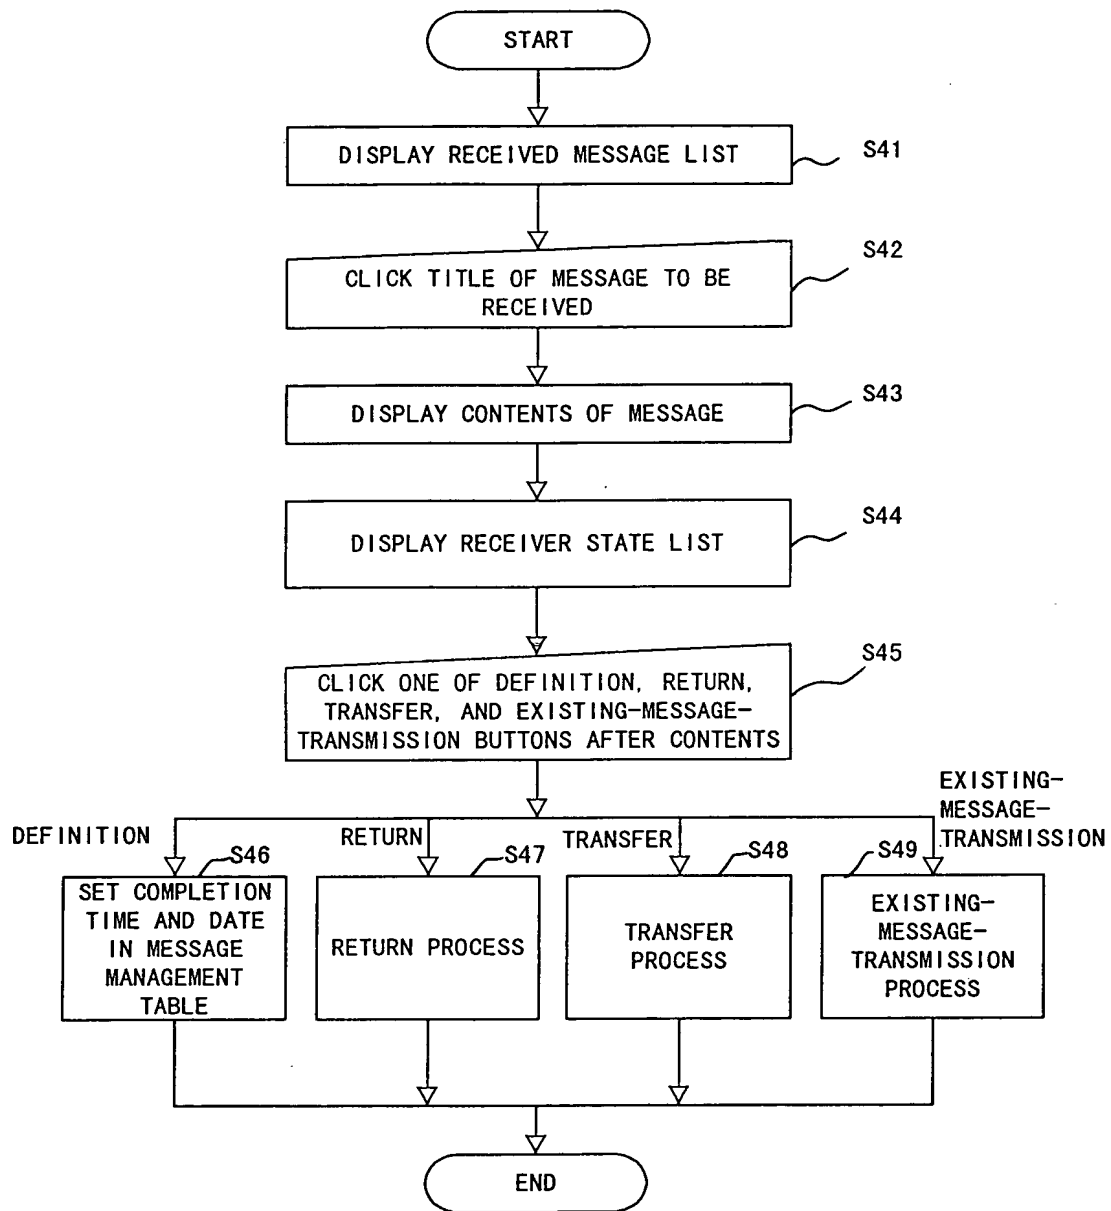 START
DISPLAY RECEIVED MESSAGE LIST
S41
CLICK TITLE OF MESSAGE TO BE
RECEIVED
S42
DISPLAY CONTENTS OF MESSAGE
S43
DISPLAY RECEIVER STATE LIST
S44
CLICK ONE OF DEFINITION, RETURN,
TRANSFER, AND EXISTING-MESSAGE-
TRANSMISSION BUTTONS AFTER CONTENTS
S45
DEFINITION
RETURN
TRANSFER
EXISTING-
MESSAGE-
TRANSMISSION
S46
SET COMPLETION
TIME AND DATE
IN MESSAGE
MANAGEMENT
TABLE
S47
RETURN PROCESS
S48
TRANSFER
PROCESS
S49
EXISTING-
MESSAGE-
TRANSMISSION
PROCESS
END